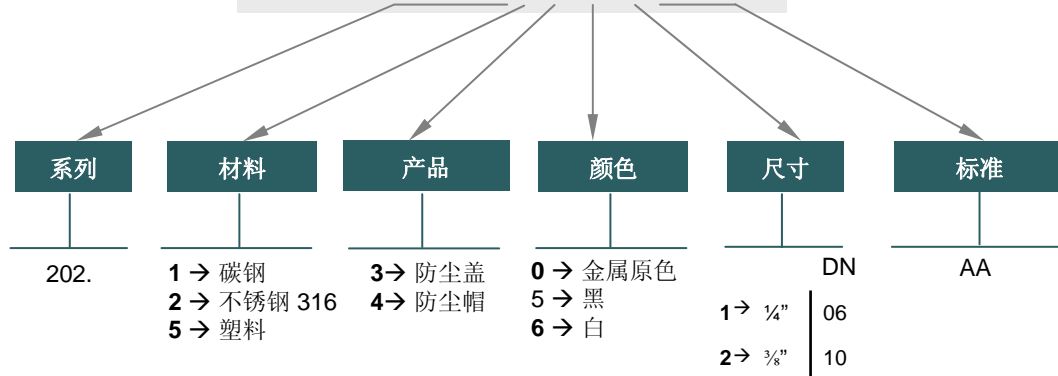 系列 材料 产品 颜色 尺寸 标准
202.
1 → 碳钢
2 → 不锈钢 316
5 → 塑料
3→ 防尘盖
4→ 防尘帽
0 → 金属原色
5 → 黑
6 → 白
DN
1→ ¼” 06
2→ ⅜” 10
AA